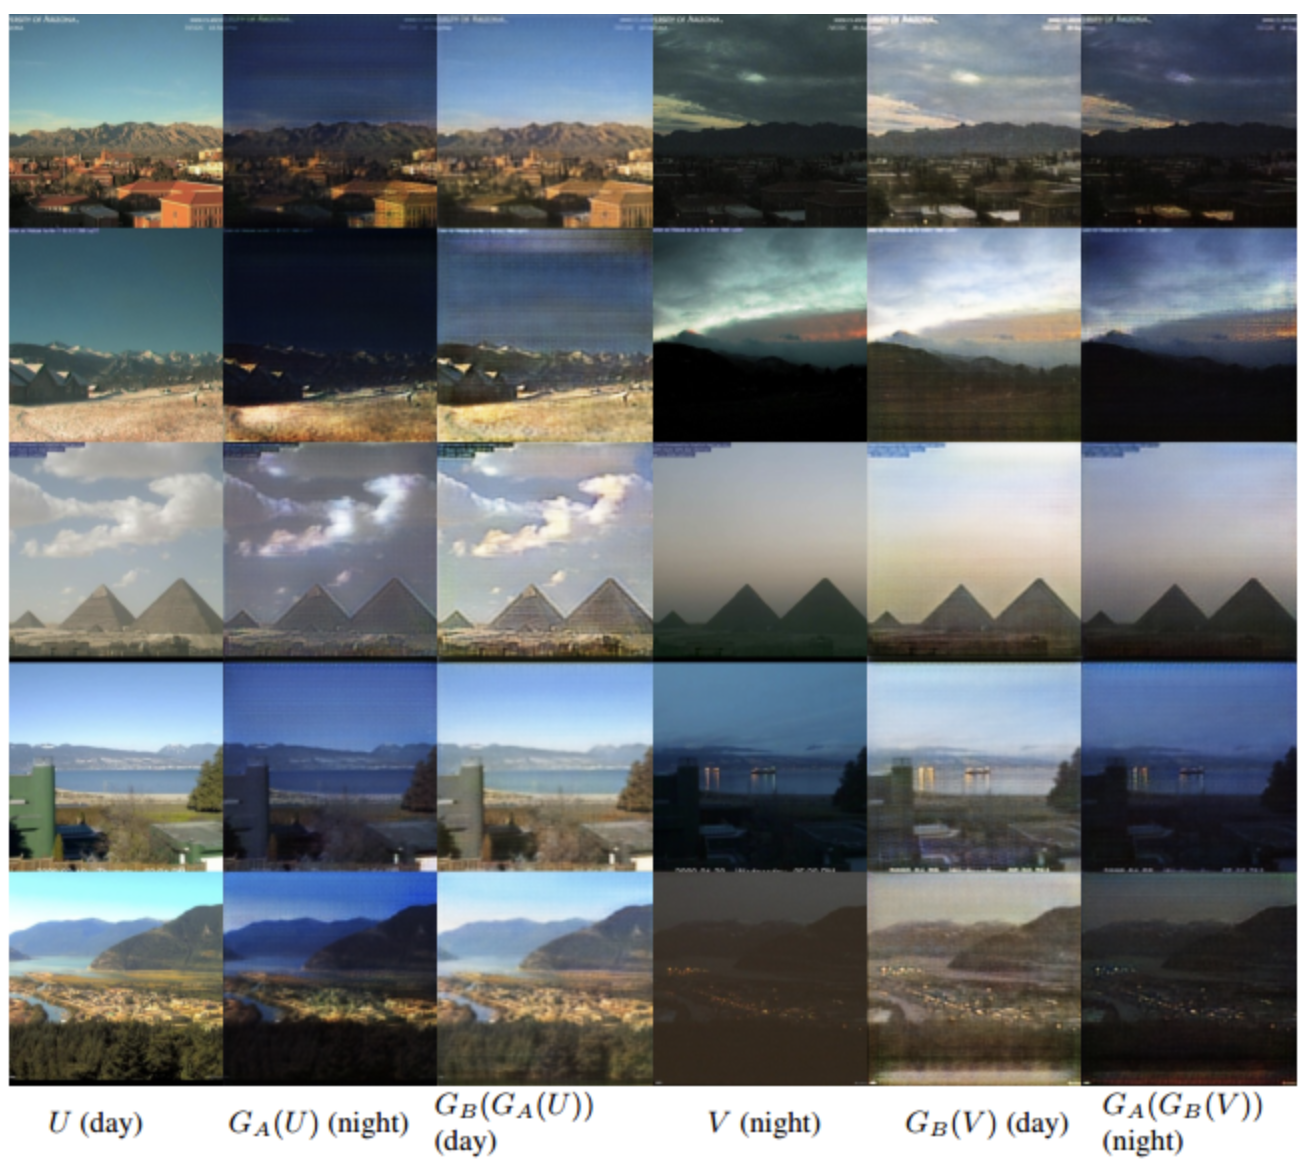 U (day)
G_A(U) (night)
G_B(G_A(U))
(day)
V (night)
G_B(V) (day)
G_A(G_B(V))
(night)